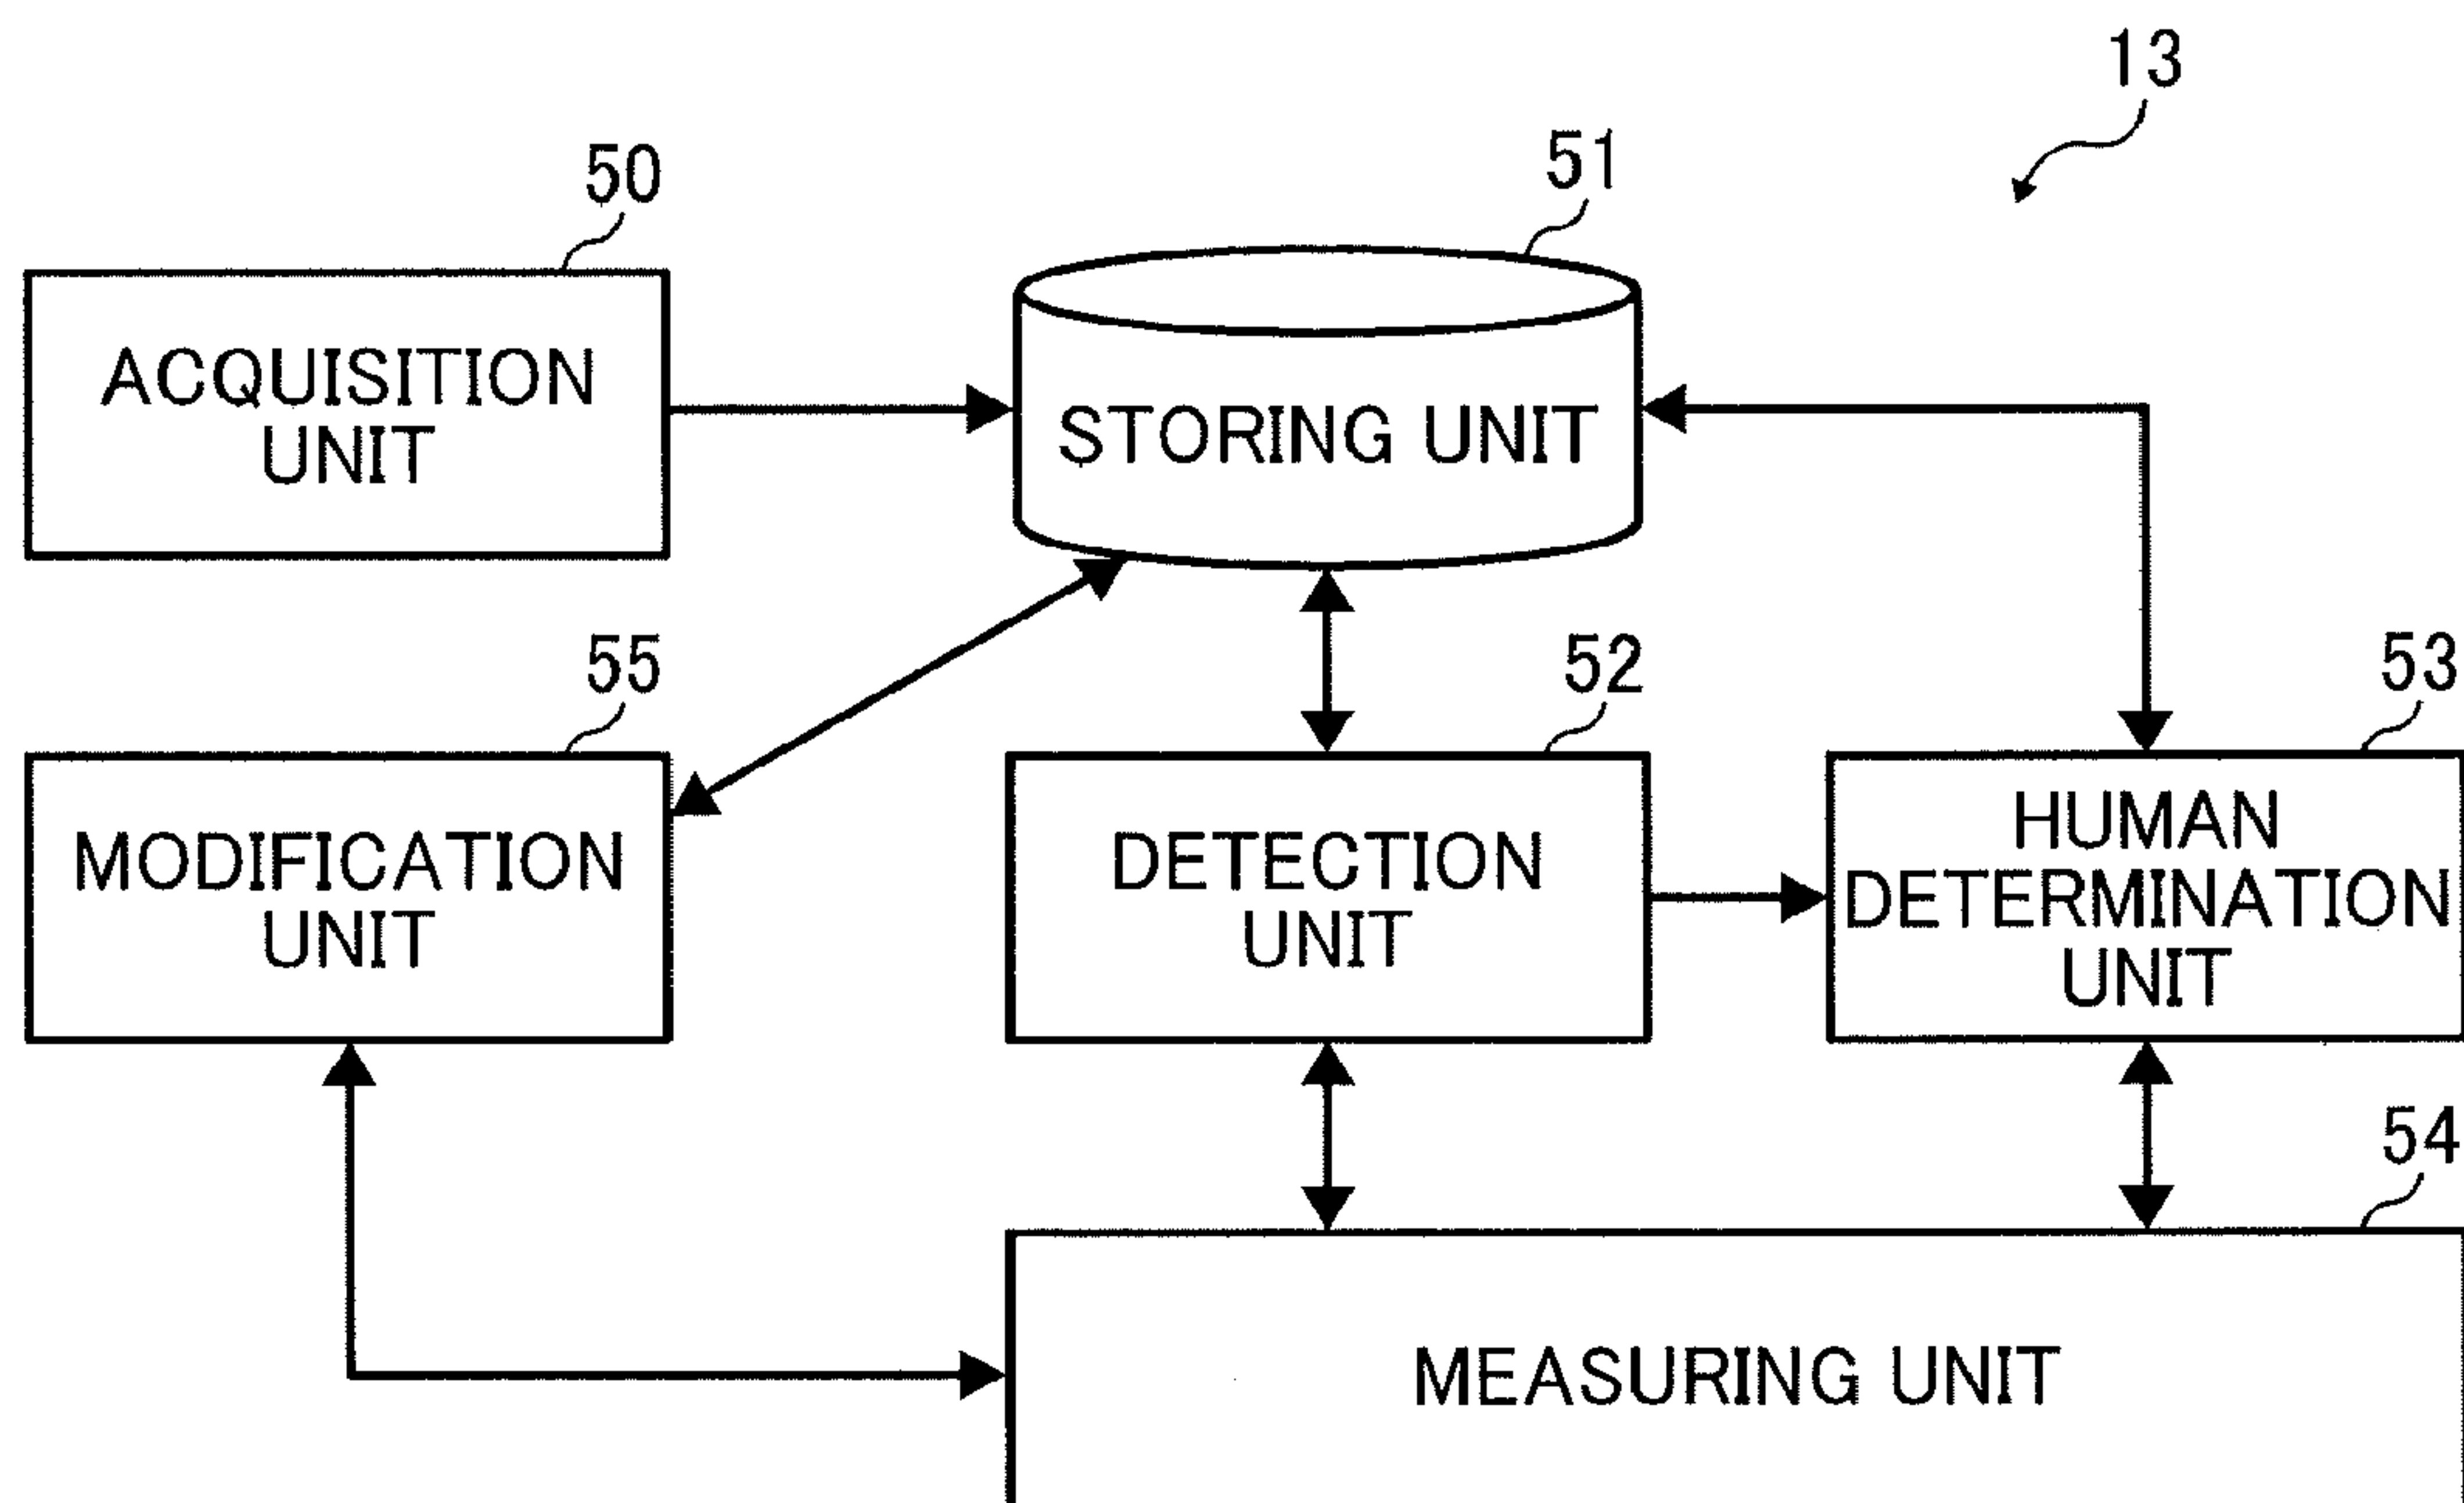 13
50
51
ACQUISITION
UNIT
STORING UNIT
55
52
53
MODIFICATION
UNIT
DETECTION
UNIT
HUMAN
DETERMINATION
UNIT
54
MEASURING UNIT